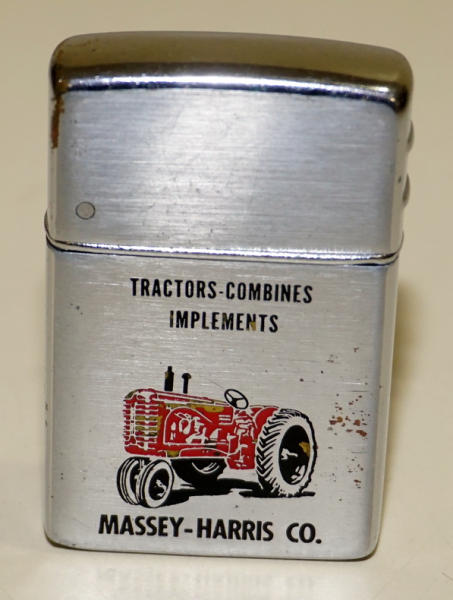 TRACTORS-COMBINES
IMPLEMENTS
MASSEY-HARRIS CO.